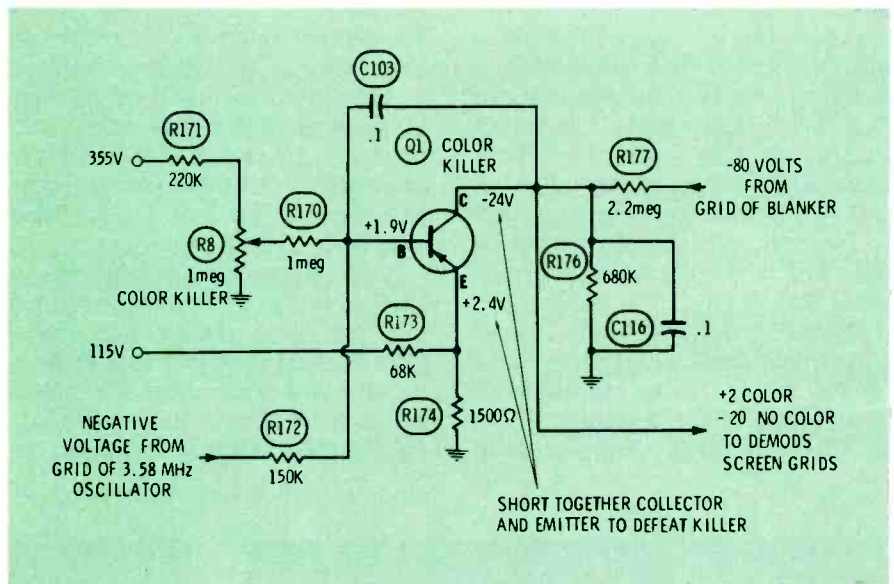 C103
.1
R171
355V
220K
Q1
COLOR
KILLER
R177
2.2meg
-80 VOLTS
FROM
GRID OF BLANKER
C
-24V
R170
1meg
+1.9V
B
R8
1meg
COLOR KILLER
E
+2.4V
R176
680K
C116
.1
R173
115V
68K
R174
1500Ω
NEGATIVE
VOLTAGE FROM
GRID OF 3.58 MHz
OSCILLATOR
R172
150K
+2 COLOR
- 20 NO COLOR
TO DEMODS
SCREEN GRIDS
SHORT TOGETHER COLLECTOR
AND EMITTER TO DEFEAT KILLER